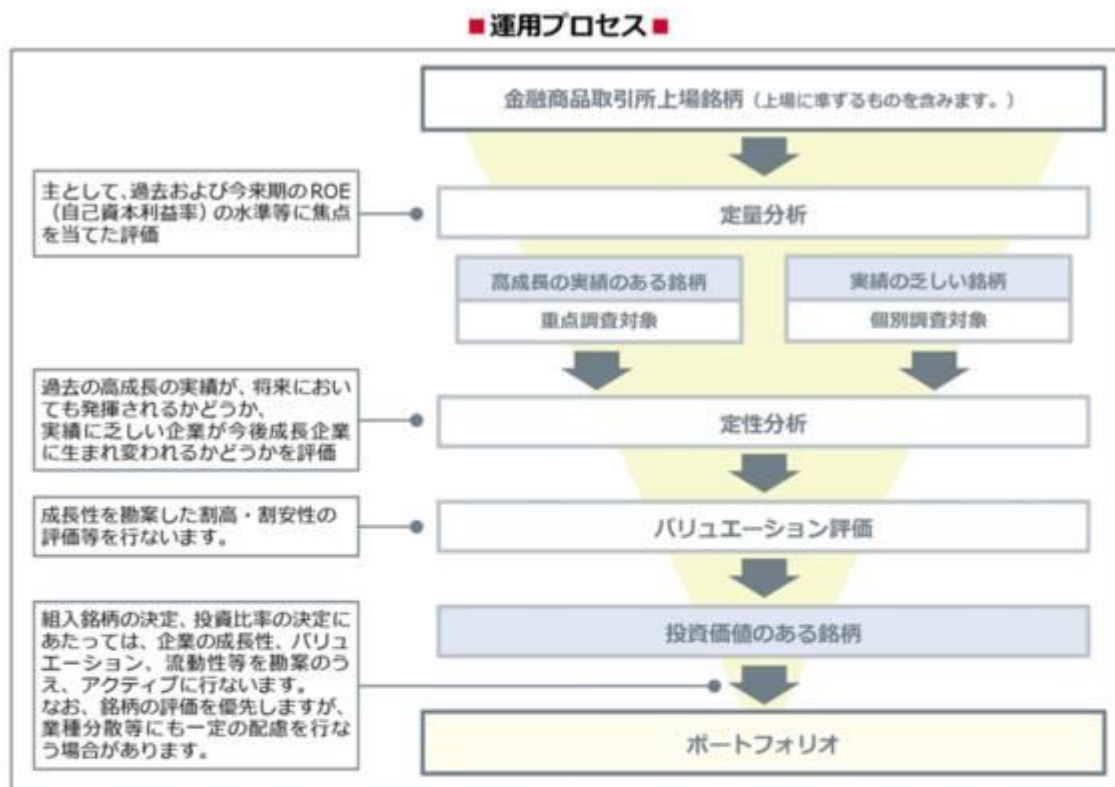 ■運用プロセス■
金融商品取引所上場銘柄（上場に準ずるものを含みます。）
主として、過去および今来期のROE
（自己資本利益率）の水準等に焦点
を当てた評価
定量分析
高成長の実績のある銘柄
重点調査対象
実績の乏しい銘柄
個別調査対象
過去の高成長の実績が、将来におい
ても発揮されるかどうか、
実績に乏しい企業が今後成長企業
に生まれ変われるかどうかを評価
定性分析
成長性を勘案した割高・割安性の
評価等を行ないます。
バリュエーション評価
組入銘柄の決定、投資比率の決定に
あたっては、企業の成長性、バリュ
エーション、流動性等を勘案のう
え、アクティブに行ないます。
なお、銘柄の評価を優先しますが、
業種分散等にも一定の配慮を行な
う場合があります。
投資価値のある銘柄
ポートフォリオ